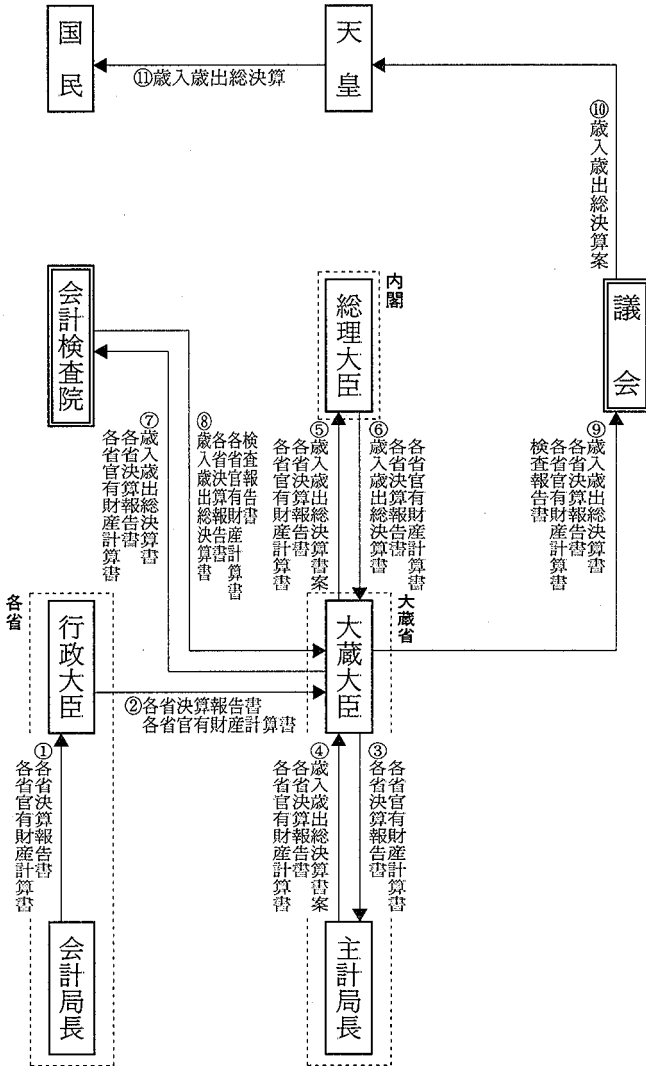 国民
天皇
⑪歳入歳出総決算
⑩歳入歳出総決算案
議会
会計検査院
内閣
総理大臣
⑦歳入歳出総決算書
各省決算報告書
各省官有財産計算書
検査報告書
各省官有財産計算書
各省決算報告書
⑧歳入歳出総決算書
⑤歳入歳出総決算書案
各省決算報告書
各省官有財産計算書
各省官有財産計算書
各省決算報告書
⑥歳入歳出総決算書
⑨歳入歳出総決算書
各省決算報告書
各省官有財産計算書
検査報告書
各省
行政大臣
②各省決算報告書
各省官有財産計算書
大蔵省
大蔵大臣
①各省決算報告書
各省官有財産計算書
④歳入歳出総決算書案
各省決算報告書
各省官有財産計算書
各省官有財産計算書
③各省決算報告書
会計局長
主計局長